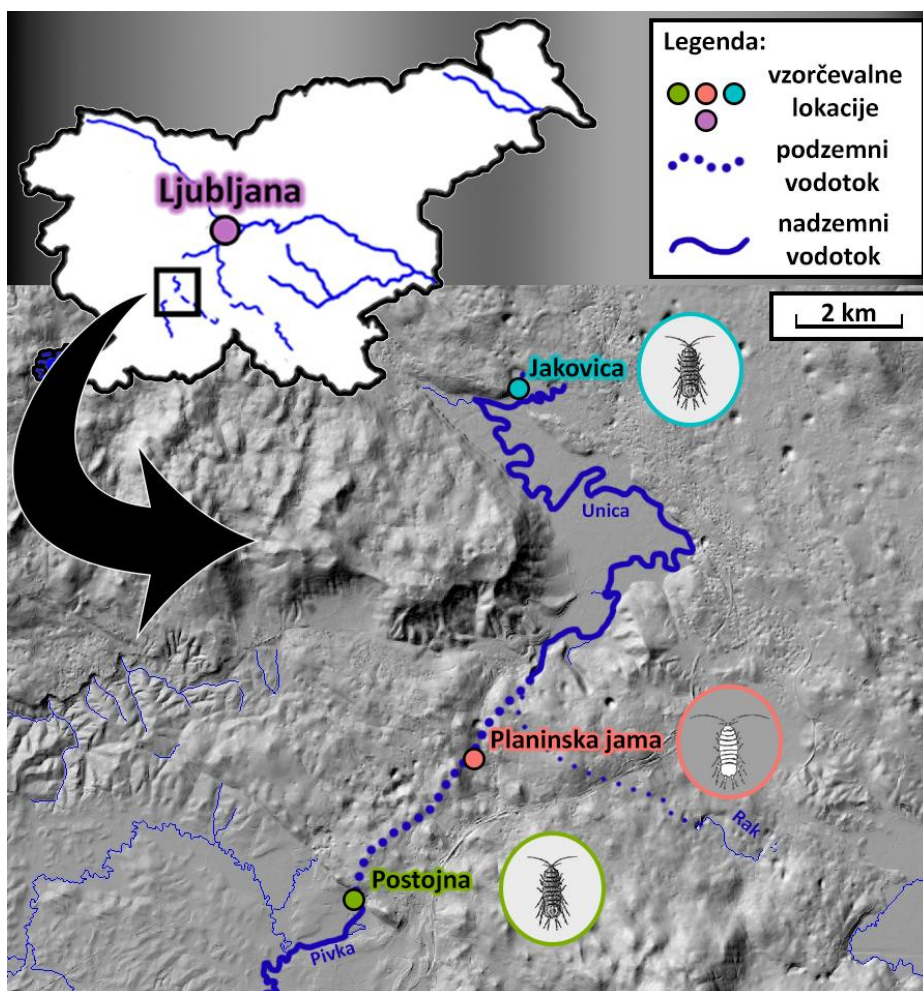 Legenda:
vzorčevalne
lokacije
podzemni
vodotok
nadzemni
vodotok
Ljubljana
2 km
Jakovica
Unica
Planinska jama
Rak
Postojna
Pivka